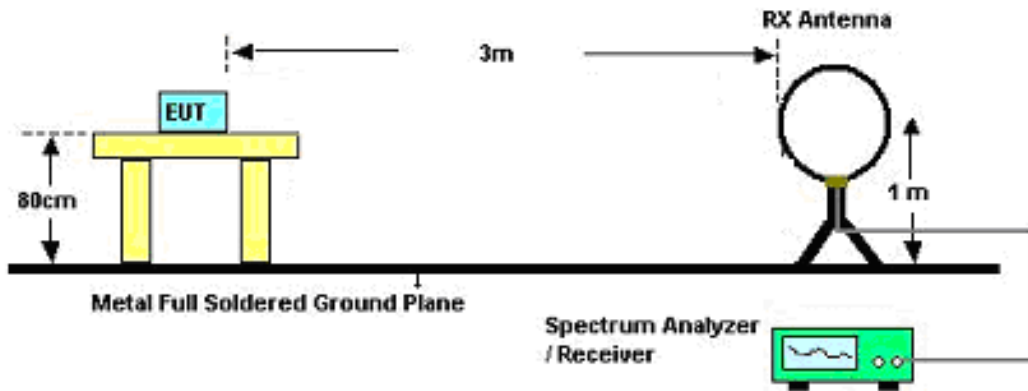 RX Antenna
3m
EUT
80cm
1 m
Metal Full Soldered Ground Plane
Spectrum Analyzer
/ Receiver